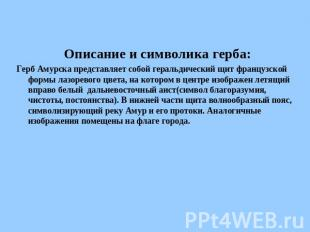 Описание и символика герба:
Герб Амурска представляет собой геральдический щит французской
формы лазоревого цвета, на котором в центре изображен летящий
вправо белый дальневосточный аист(символ благоразумия,
чистоты, постоянства). В нижней части щита волнообразный пояс,
символизирующий реку Амур и его протоки. Аналогичные
изображения помещены на флаге города.
PPt4WEB.ru